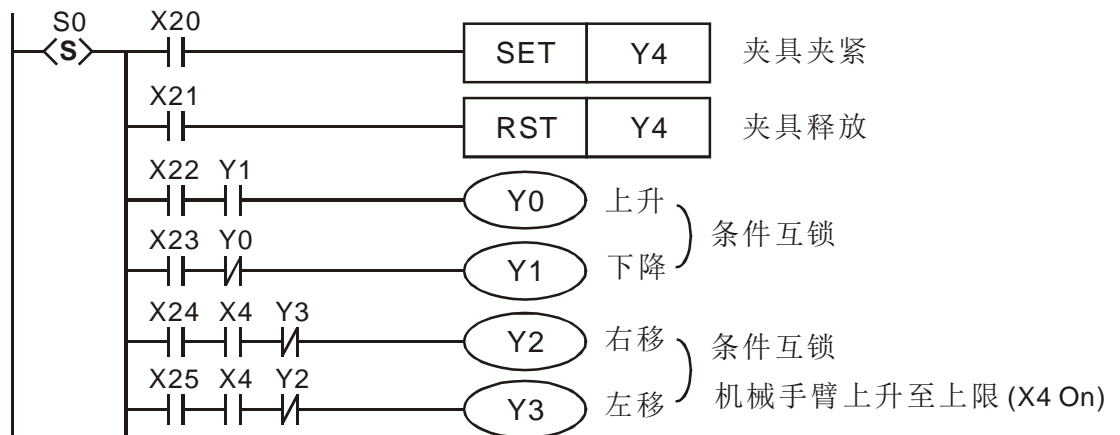 S0 X20
S SET Y4 夹具夹紧
X21
RST Y4 夹具释放
X22 Y1
Y0 上升
条件互锁
X23 Y0
Y1 下降
X24 X4 Y3
Y2 右移
条件互锁
X25 X4 Y2
Y3 左移 机械手臂上升至上限 (X4 On)